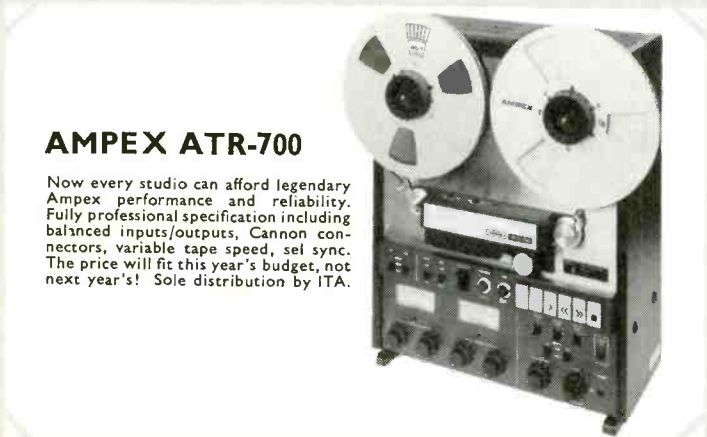 AMPEX ATR-700
Now every studio can afford legendary
Ampex performance and reliability.
Fully professional specification including
balanced inputs/outputs, Cannon con-
nectors, variable tape speed, sel sync.
The price will fit this year's budget, not
next year's! Sole distribution by ITA.
AMPEX